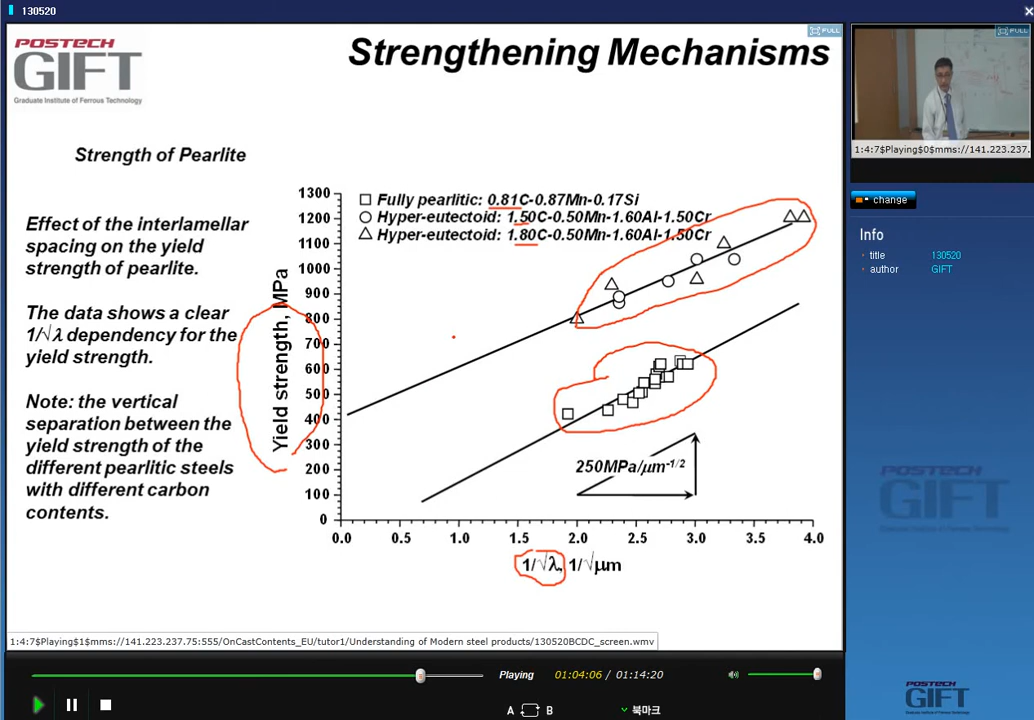 130520
POSTECH
GIFT
Graduate Institute of Ferrous Technology
Strengthening Mechanisms
FULL
FULL
Strength of Pearlite
Effect of the interlamellar
spacing on the yield
strength of pearlite.
The data shows a clear
1/√λ dependency for the
yield strength.
Note: the vertical
separation between the
yield strength of the
different pearlitic steels
with different carbon
contents.
Yield strength, MPa
1300
1200
1100
1000
900
800
700
600
500
400
300
200
100
0
Fully pearlitic: 0.81C-0.87Mn-0.17Si
Hyper-eutectoid: 1.50C-0.50Mn-1.60Al-1.50Cr
Hyper-eutectoid: 1.80C-0.50Mn-1.60Al-1.50Cr
250MPa/µm-1/2
0.0 0.5 1.0 1.5 2.0 2.5 3.0 3.5 4.0
1/√λ, 1/√µm
1:4:7$Playing$0$mms://141.223.237.
change
Info
title 130520
author GIFT
POSTECH
GIFT
1:4:7$Playing$1$mms://141.223.237.75:555/OnCastContents_EU/tutor1/Understanding of Modern steel products/130520BCDC_screen.wmv
Playing 01:04:06 / 01:14:20
A B 북마크
POSTECH
GIFT